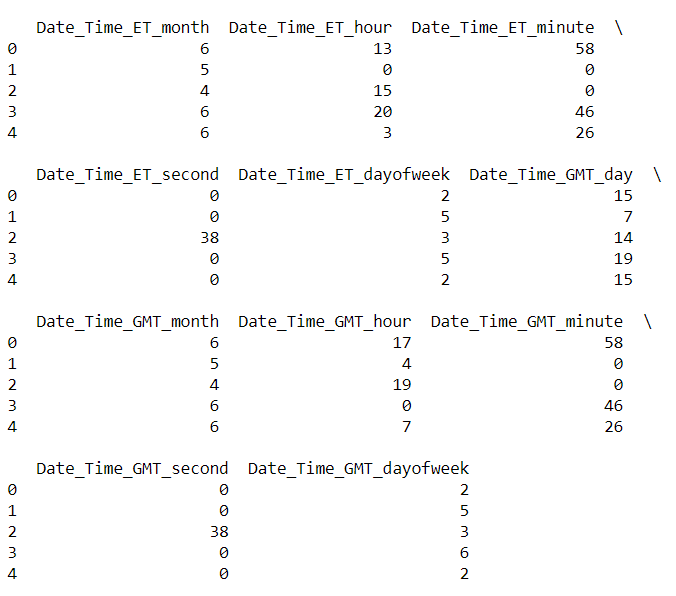 Date_Time_ET_month Date_Time_ET_hour Date_Time_ET_minute \
0 6 13 58
1 5 0 0
2 4 15 0
3 6 20 46
4 6 3 26
Date_Time_ET_second Date_Time_ET_dayofweek Date_Time_GMT_day \
0 0 2 15
1 0 5 7
2 38 3 14
3 0 5 19
4 0 2 15
Date_Time_GMT_month Date_Time_GMT_hour Date_Time_GMT_minute \
0 6 17 58
1 5 4 0
2 4 19 0
3 6 0 46
4 6 7 26
Date_Time_GMT_second Date_Time_GMT_dayofweek
0 0 2
1 0 5
2 38 3
3 0 6
4 0 2